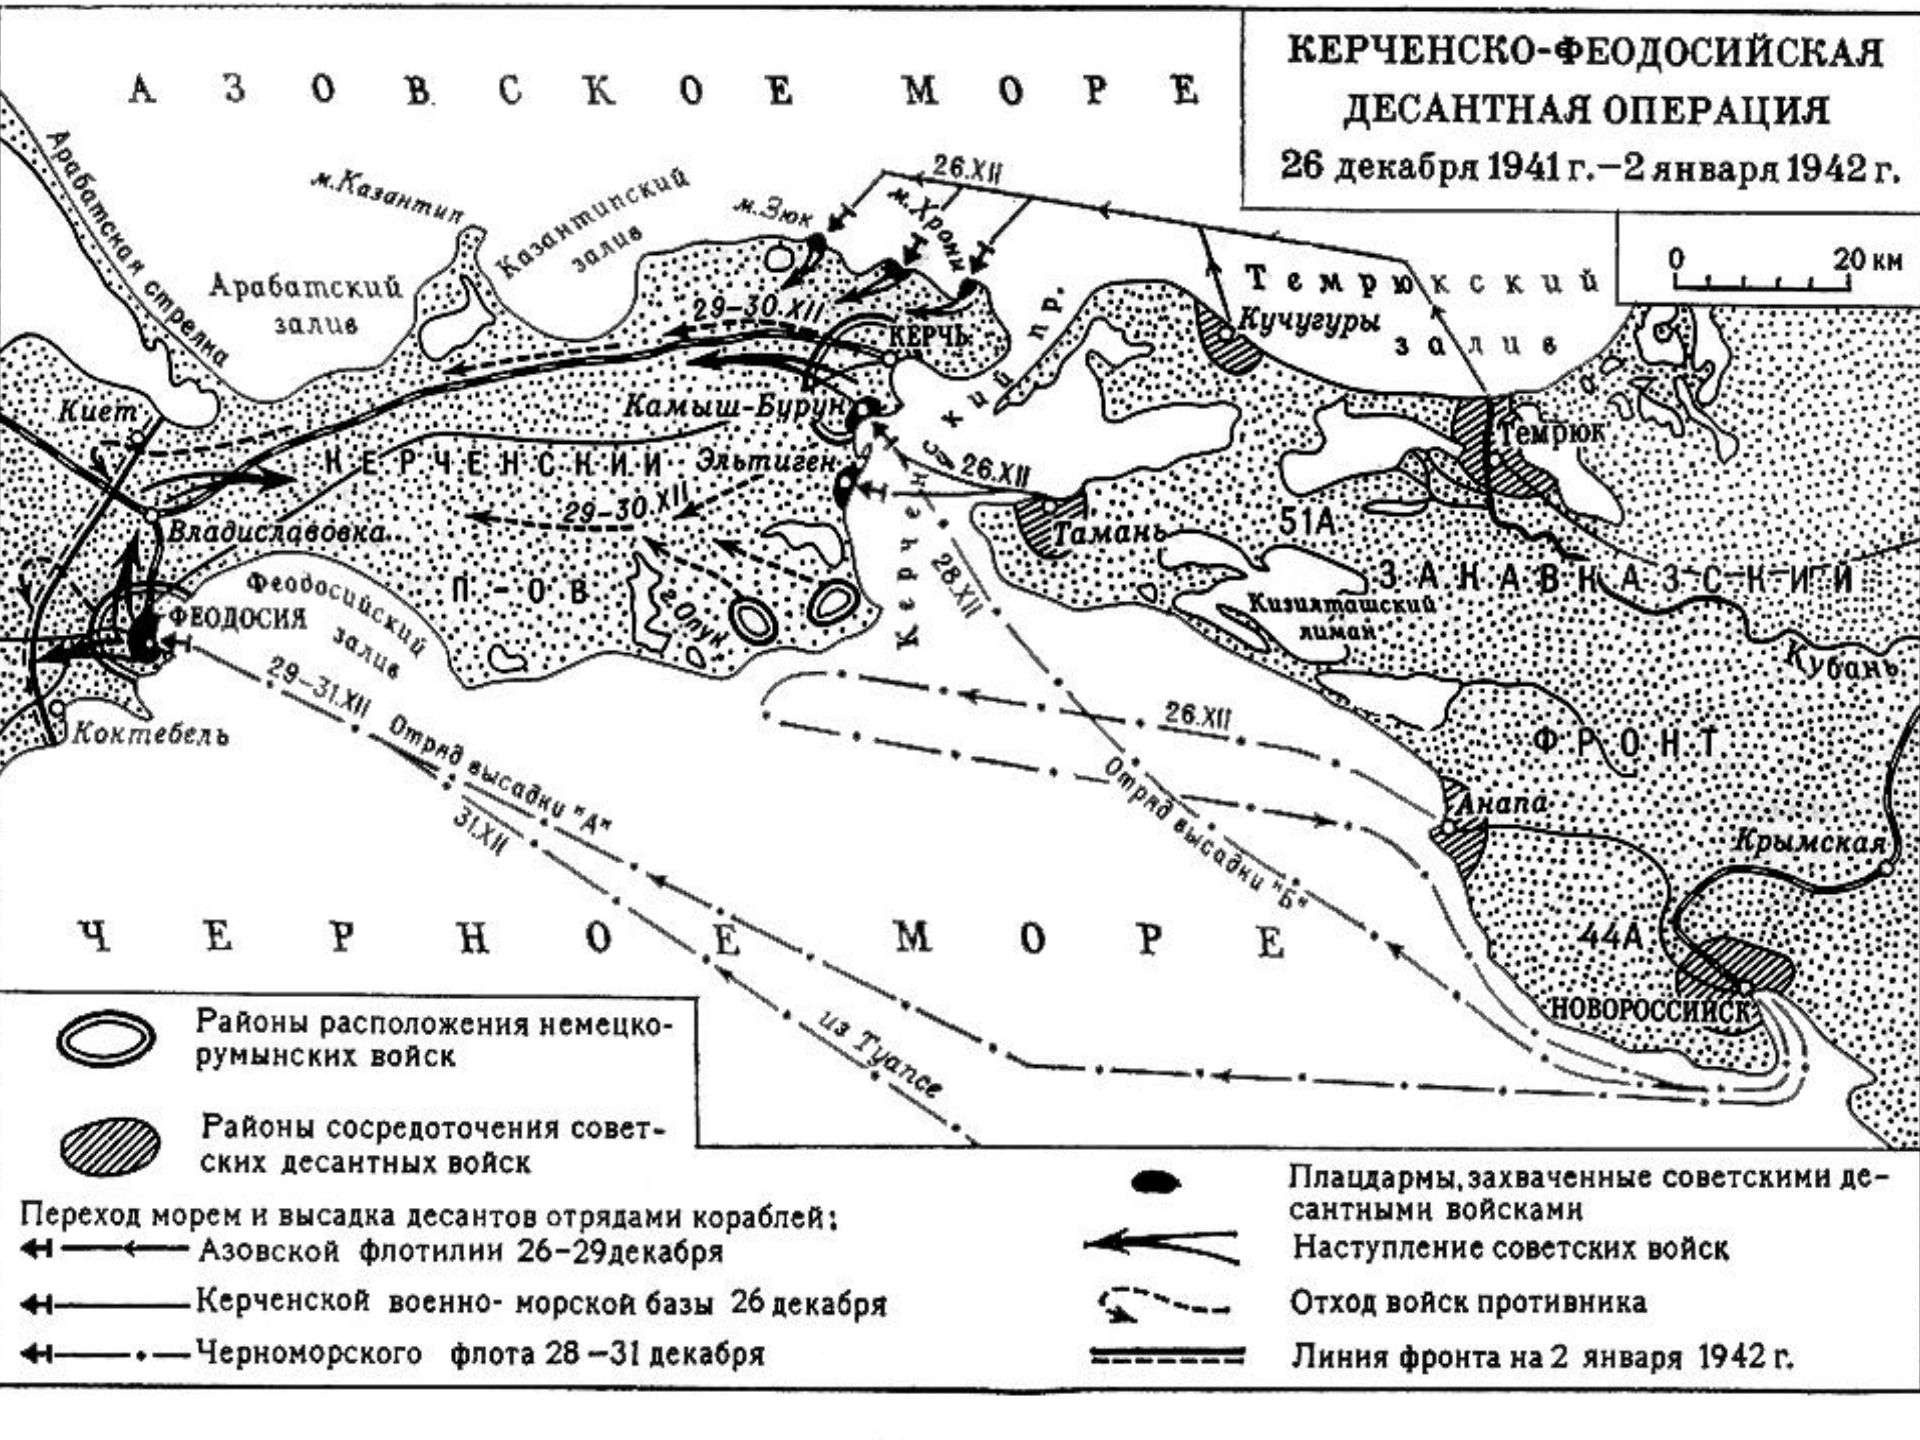 КЕРЧЕНСКО-ФЕОДОСИЙСКАЯ
ДЕСАНТНАЯ ОПЕРАЦИЯ
26 декабря 1941 г.–2 января 1942 г.
0 20 км
АЗОВСКОЕ МОРЕ
Арабатская стрелка
м.Казантип
Казантипский
залив
Арабатский
залив
м.Зюк
м.Хрони
26.XII
Темрюкский
залив
Кучугуры
29–30.XII
КЕРЧЬ
Керченский пр.
Киет
Камыш-Бурун
Темрюк
КЕРЧЕНСКИЙ
П-ОВ
Эльтиген
26.XII
29–30.XII
Владиславовка
Тамань
51А
28.XII
ЗАКАВКАЗСКИЙ
ФРОНТ
Кизилташский
лиман
Феодосийский
залив
ФЕОДОСИЯ
г.Опук
Кубань
29–31.XII
Коктебель
Отряд высадки "А"
26.XII
31.XII
Отряд высадки "Б"
Анапа
Крымская
44А
НОВОРОССИЙСК
ЧЕРНОЕ МОРЕ
из Туапсе
Районы расположения немецко-
румынских войск
Районы сосредоточения совет-
ских десантных войск
Переход морем и высадка десантов отрядами кораблей:
Азовской флотилии 26–29декабря
Керченской военно-морской базы 26 декабря
Черноморского флота 28–31 декабря
Плацдармы,захваченные советскими де-
сантными войсками
Наступление советских войск
Отход войск противника
Линия фронта на 2 января 1942 г.